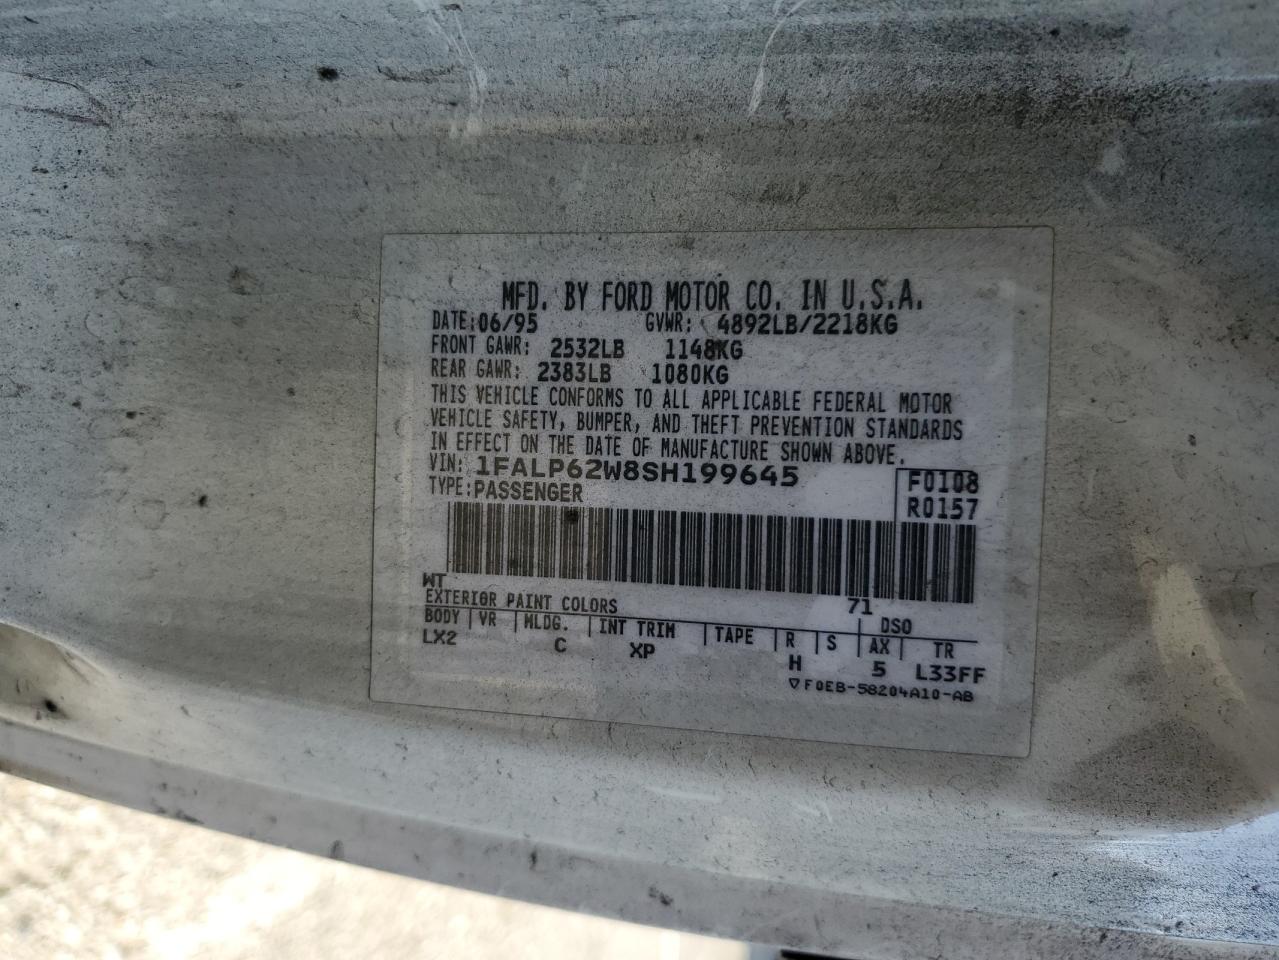 MFD. BY FORD MOTOR CO. IN U.S.A.
DATE: 06/95 GVWR: 4892LB/2218KG
FRONT GAWR: 2532LB 1148KG
REAR GAWR: 2383LB 1080KG
THIS VEHICLE CONFORMS TO ALL APPLICABLE FEDERAL MOTOR
VEHICLE SAFETY, BUMPER, AND THEFT PREVENTION STANDARDS
IN EFFECT ON THE DATE OF MANUFACTURE SHOWN ABOVE.
VIN: 1FALP62W8SH199645
TYPE: PASSENGER
F0108
R0157
WT
EXTERIOR PAINT COLORS 71 DSO
BODY VR MLDG. INT TRIM TAPE R S AX TR
LX2 C XP H 5 L33FF
▽F0EB-58204A10-AB